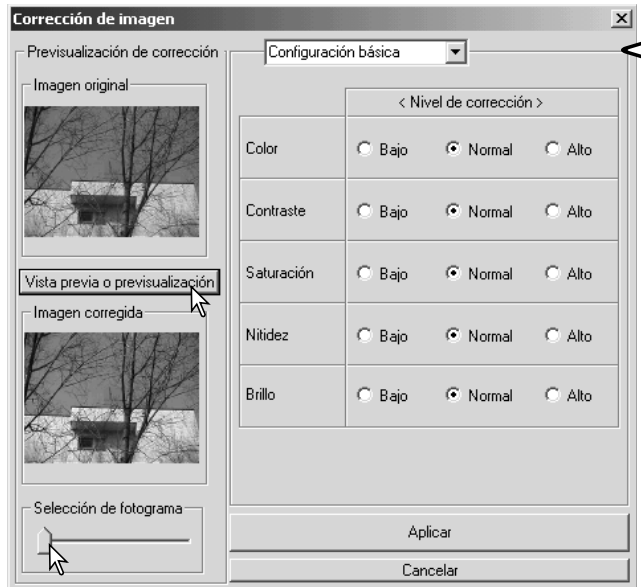 Corrección de imagen
Previsualización de corrección
Configuración básica
Imagen original
Vista previa o previsualización
Imagen corregida
Selección de fotograma
< Nivel de corrección >
Color Bajo Normal Alto
Contraste Bajo Normal Alto
Saturación Bajo Normal Alto
Nitidez Bajo Normal Alto
Brillo Bajo Normal Alto
Aplicar
Cancelar